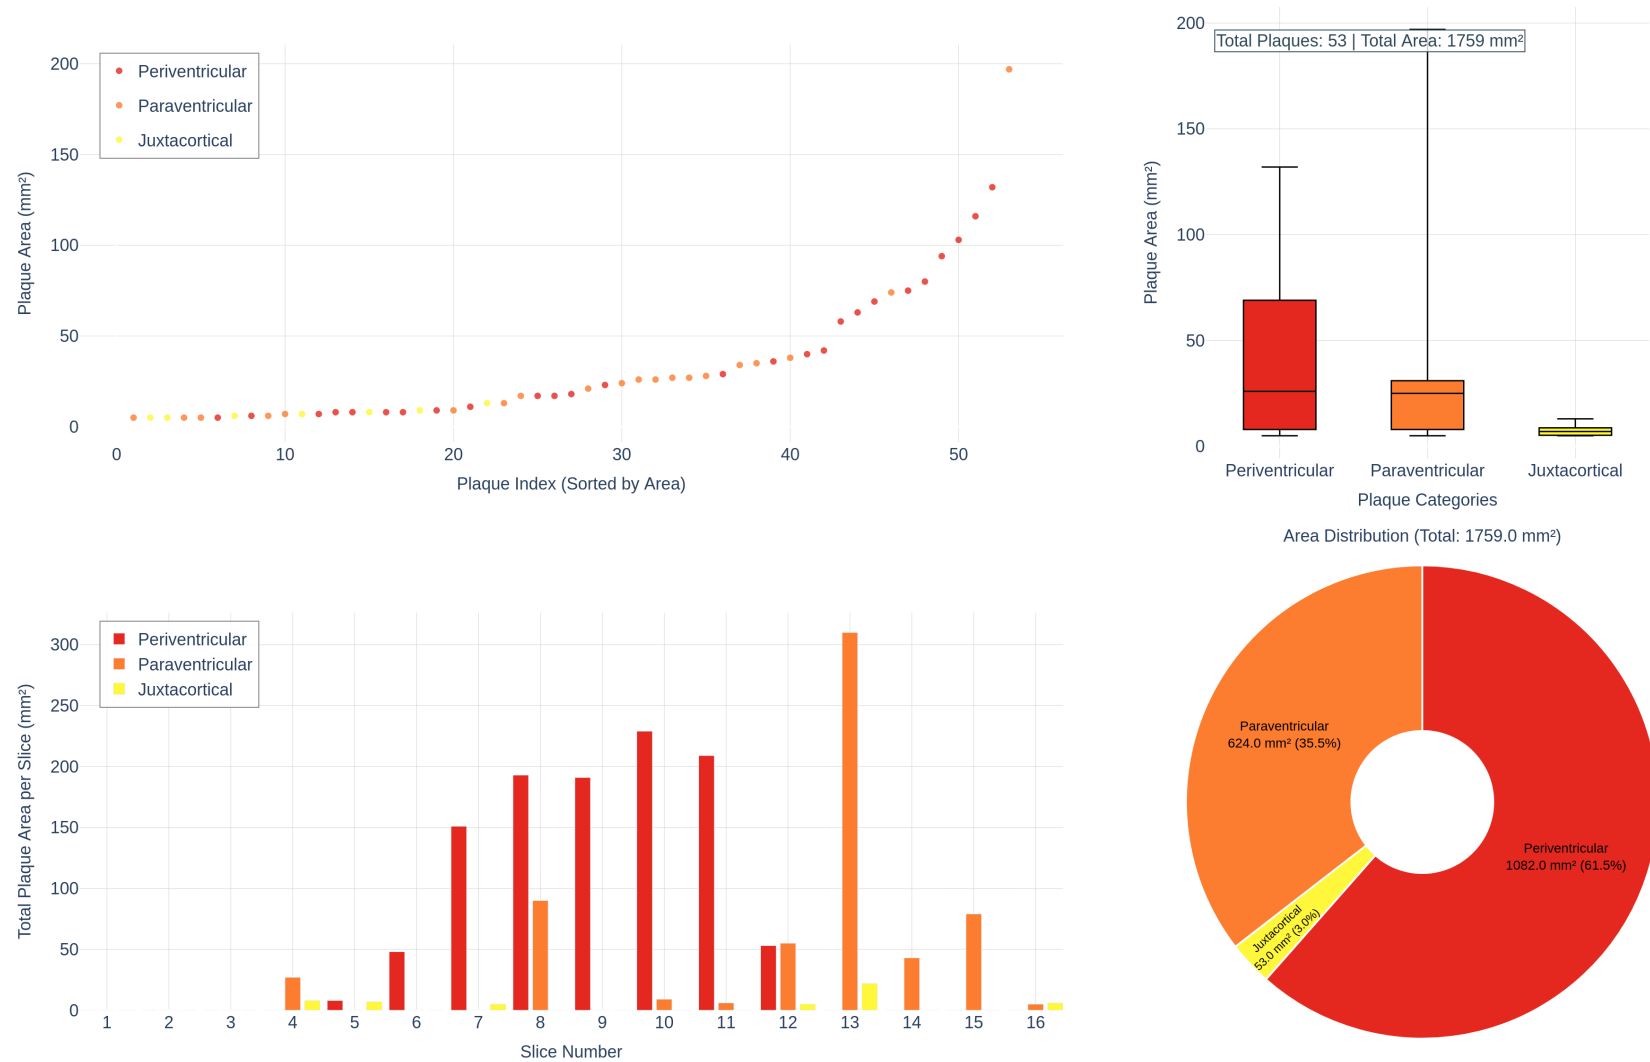 Periventricular
Paraventricular
Juxtacortical
200
150
100
50
0
Plaque Area (mm²)
0 10 20 30 40 50
Plaque Index (Sorted by Area)
Total Plaques: 53 | Total Area: 1759 mm²
200
150
100
50
0
Plaque Area (mm²)
Periventricular Paraventricular Juxtacortical
Plaque Categories
Periventricular
Paraventricular
Juxtacortical
300
250
200
150
100
50
0
Total Plaque Area per Slice (mm²)
1 2 3 4 5 6 7 8 9 10 11 12 13 14 15 16
Slice Number
Area Distribution (Total: 1759.0 mm²)
Paraventricular
624.0 mm² (35.5%)
Periventricular
1082.0 mm² (61.5%)
Juxtacortical
53.0 mm² (3.0%)